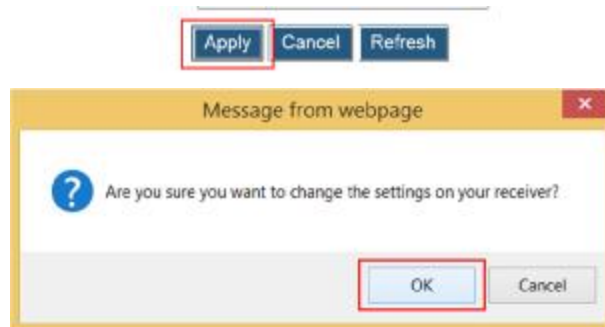 Apply Cancel Refresh
Message from webpage
Are you sure you want to change the settings on your receiver?
OK Cancel